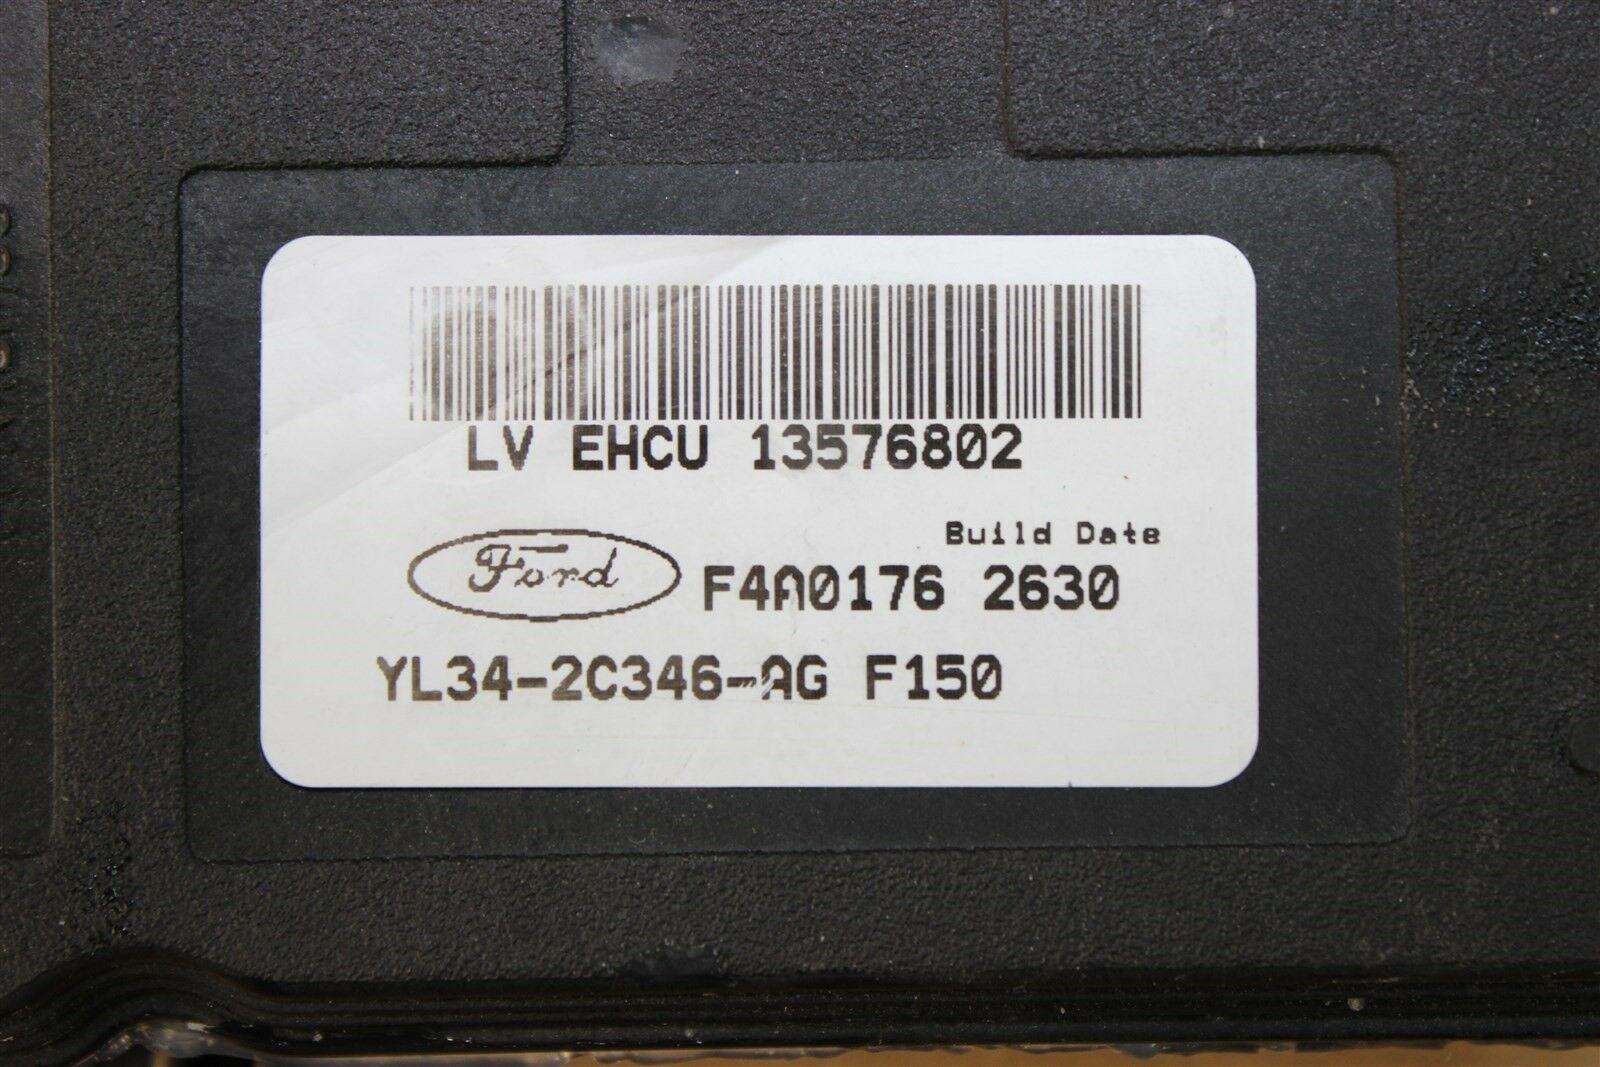 LV EHCU 13576802
Build Date
Ford F4A0176 2630
YL34-2C346-AG F150